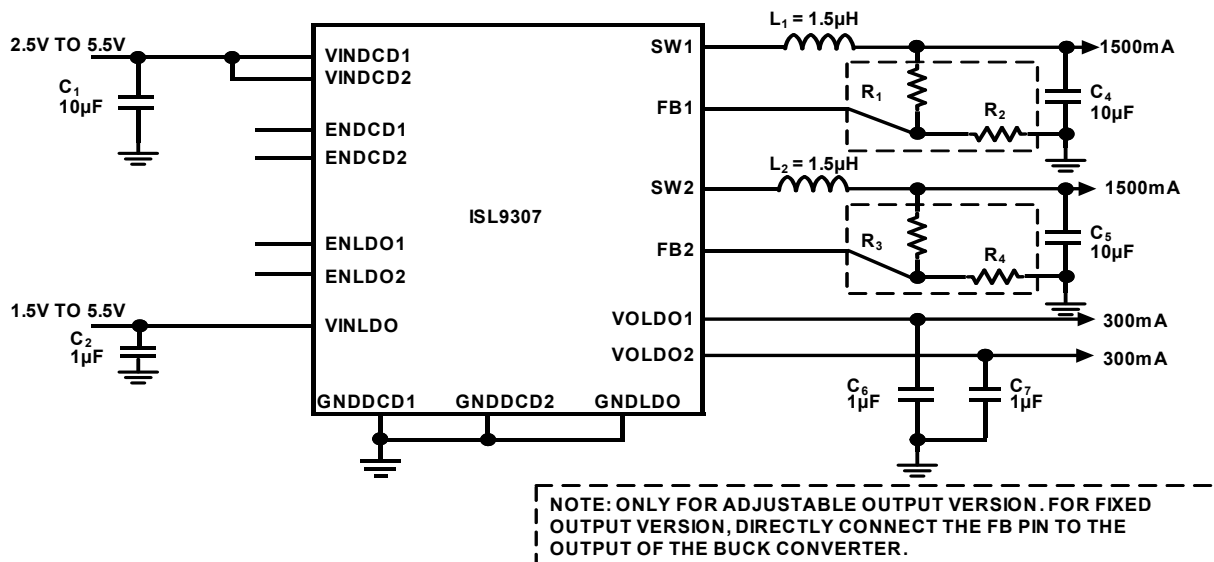 L₁ = 1.5µH
2.5V TO 5.5V
VINDCD1
SW1
1500mA
VINDCD2
C₁
10µF
R₁
C₄
10µF
FB1
R₂
ENDCD1
ENDCD2
L₂ = 1.5µH
SW2
1500mA
ISL9307
R₃
C₅
10µF
ENLDO1
FB2
R₄
ENLDO2
1.5V TO 5.5V
VINLDO
VOLDO1
300mA
C₂
1µF
VOLDO2
300mA
C₆
1µF
C₇
1µF
GNDDCD1
GNDDCD2
GNDLDO
NOTE: ONLY FOR ADJUSTABLE OUTPUT VERSION. FOR FIXED
OUTPUT VERSION, DIRECTLY CONNECT THE FB PIN TO THE
OUTPUT OF THE BUCK CONVERTER.